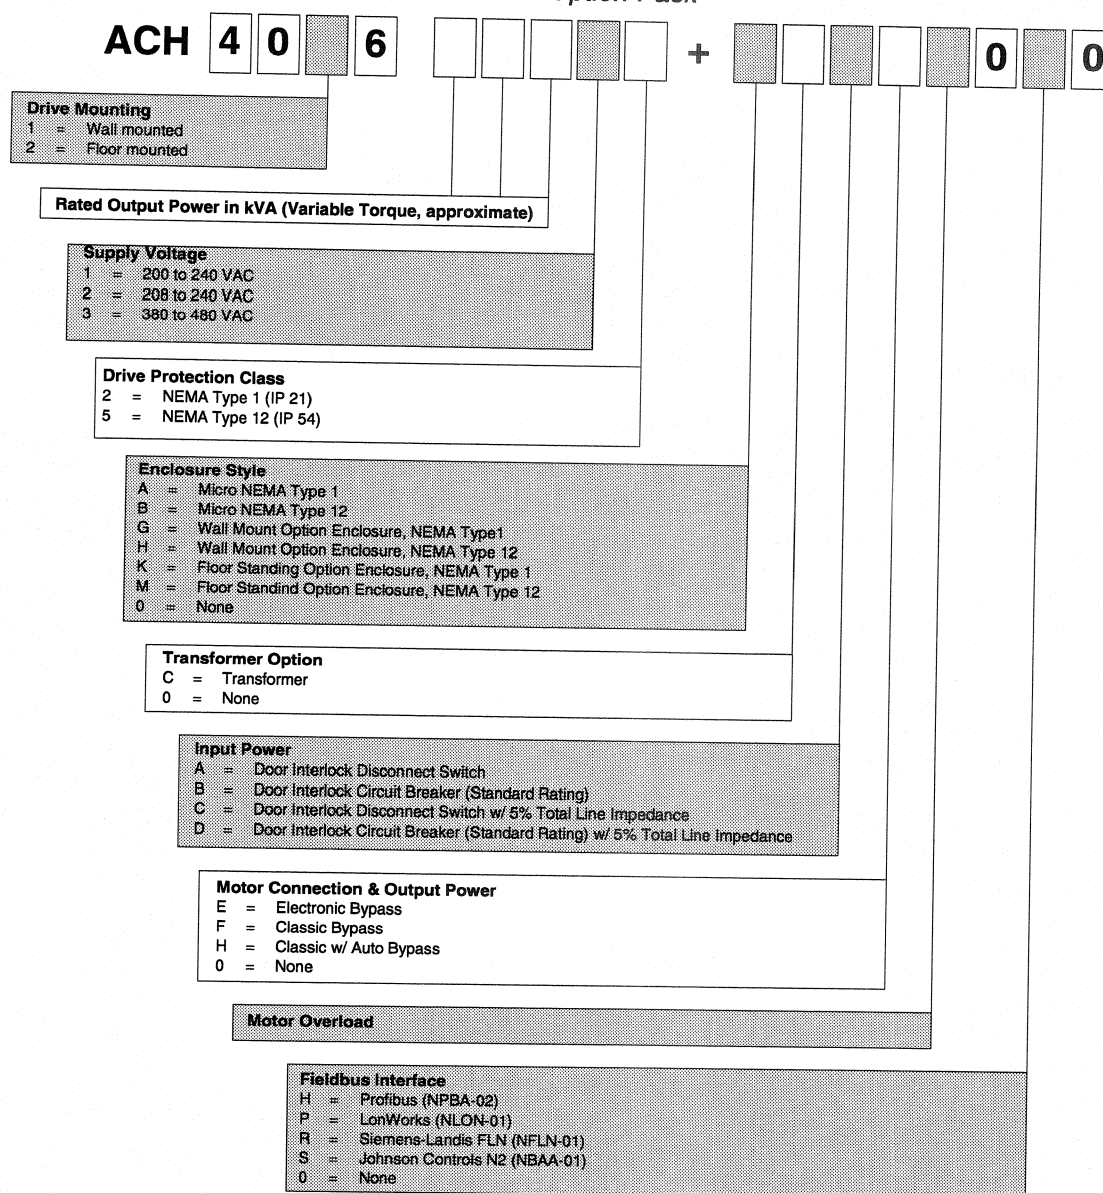 ACH 4 0 6 + 0 0
Drive Mounting
1 = Wall mounted
2 = Floor mounted
Rated Output Power in kVA (Variable Torque, approximate)
Supply Voltage
1 = 200 to 240 VAC
2 = 208 to 240 VAC
3 = 380 to 480 VAC
Drive Protection Class
2 = NEMA Type 1 (IP 21)
5 = NEMA Type 12 (IP 54)
Enclosure Style
A = Micro NEMA Type 1
B = Micro NEMA Type 12
G = Wall Mount Option Enclosure, NEMA Type1
H = Wall Mount Option Enclosure, NEMA Type 12
K = Floor Standing Option Enclosure, NEMA Type 1
M = Floor Standind Option Enclosure, NEMA Type 12
0 = None
Transformer Option
C = Transformer
0 = None
Input Power
A = Door Interlock Disconnect Switch
B = Door Interlock Circuit Breaker (Standard Rating)
C = Door Interlock Disconnect Switch w/ 5% Total Line Impedance
D = Door Interlock Circuit Breaker (Standard Rating) w/ 5% Total Line Impedance
Motor Connection & Output Power
E = Electronic Bypass
F = Classic Bypass
H = Classic w/ Auto Bypass
0 = None
Motor Overload
Fieldbus Interface
H = Profibus (NPBA-02)
P = LonWorks (NLON-01)
R = Siemens-Landis FLN (NFLN-01)
S = Johnson Controls N2 (NBAA-01)
0 = None